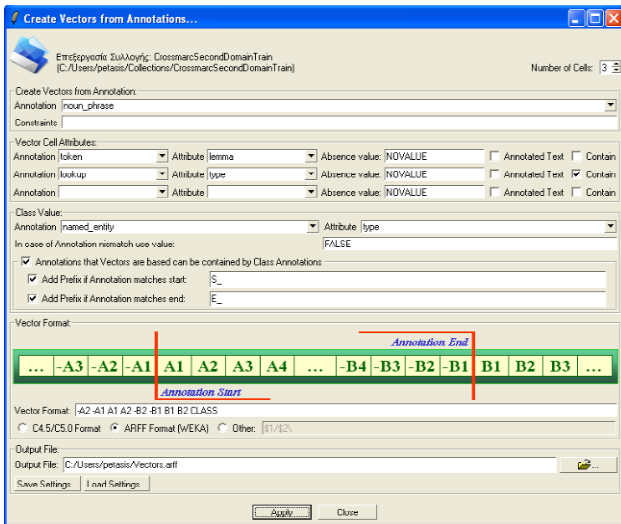 Create Vectors from Annotations...
Επεξεργασία Συλλογής: CrossmarcSecondDomainTrain
(C:/Users/petasis/Collections/CrossmarcSecondDomainTrain)
Number of Cells: 3
Create Vectors from Annotation:
Annotation noun_phrase
Constraints
Vector Cell Attributes:
Annotation token Attribute lemma Absence value: NOVALUE Annotated Text Contain
Annotation lookup Attribute type Absence value: NOVALUE Annotated Text Contain
Annotation Attribute Absence value: NOVALUE Annotated Text Contain
Class Value:
Annotation named_entity Attribute type
In case of Annotation mismatch use value: FALSE
Annotations that Vectors are based can be contained by Class Annotations
Add Prefix if Annotation matches start: S_
Add Prefix if Annotation matches end: E_
Vector Format:
Annotation End
... -A3 -A2 -A1 A1 A2 A3 A4 ... -B4 -B3 -B2 -B1 B1 B2 B3 ...
Annotation Start
Vector Format: -A2 -A1 A1 A2 -B2 -B1 B1 B2 CLASS
C4.5/C5.0 Format ARFF Format (WEKA) Other: $1/$2\
Output File:
Output File: C:/Users/petasis/Vectors.arff ...
Save Settings Load Settings
Apply Close